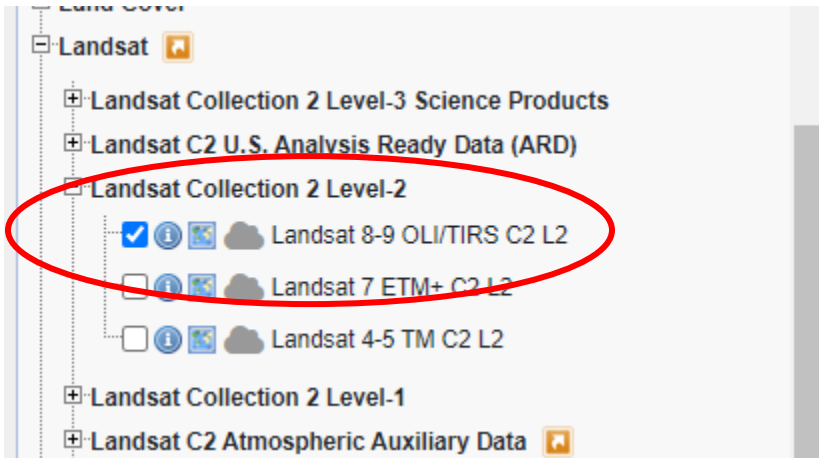 Land Cover
Landsat
Landsat Collection 2 Level-3 Science Products
Landsat C2 U.S. Analysis Ready Data (ARD)
Landsat Collection 2 Level-2
Landsat 8-9 OLI/TIRS C2 L2
Landsat 7 ETM+ C2 L2
Landsat 4-5 TM C2 L2
Landsat Collection 2 Level-1
Landsat C2 Atmospheric Auxiliary Data